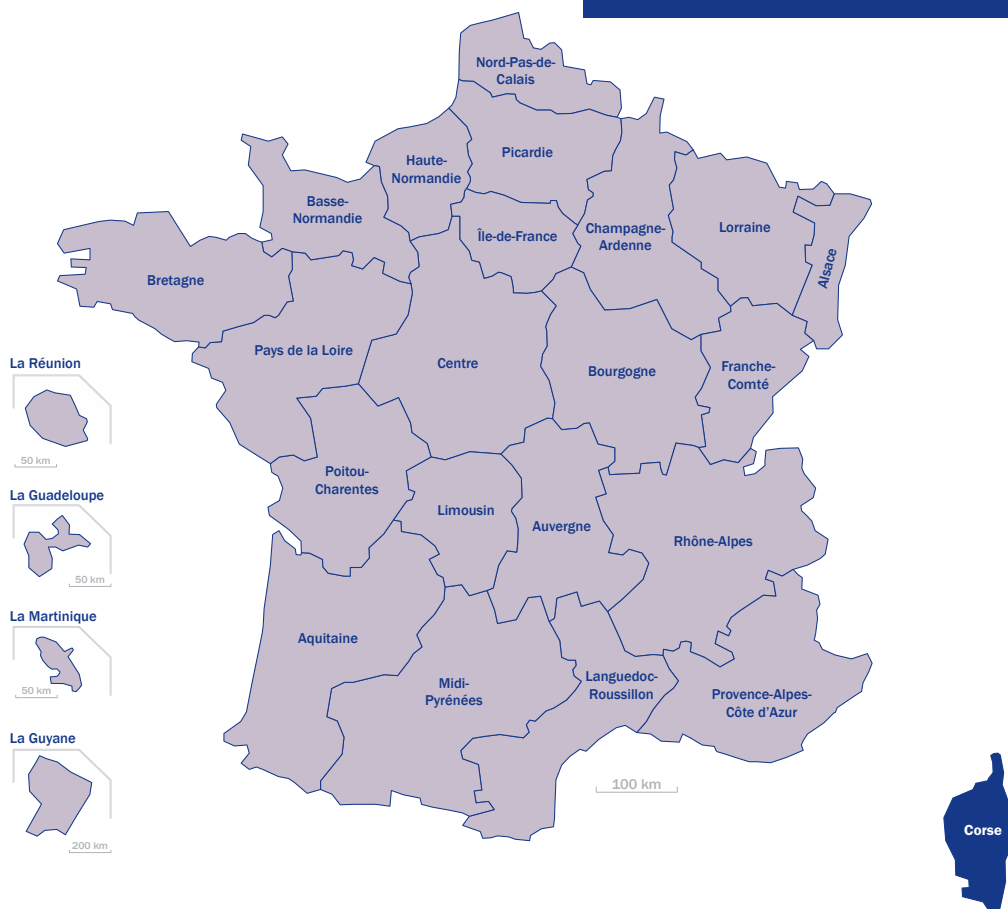 Nord-Pas-de-
Calais
Picardie
Haute-
Normandie
Basse-
Normandie
Île-de-France
Champagne-
Ardenne
Lorraine
Alsace
Bretagne
Pays de la Loire
Centre
Bourgogne
Franche-
Comté
Poitou-
Charentes
Limousin
Auvergne
Rhône-Alpes
Aquitaine
Midi-
Pyrénées
Languedoc-
Roussillon
Provence-Alpes-
Côte d'Azur
100 km
Corse
La Réunion
50 km
La Guadeloupe
50 km
La Martinique
50 km
La Guyane
200 km